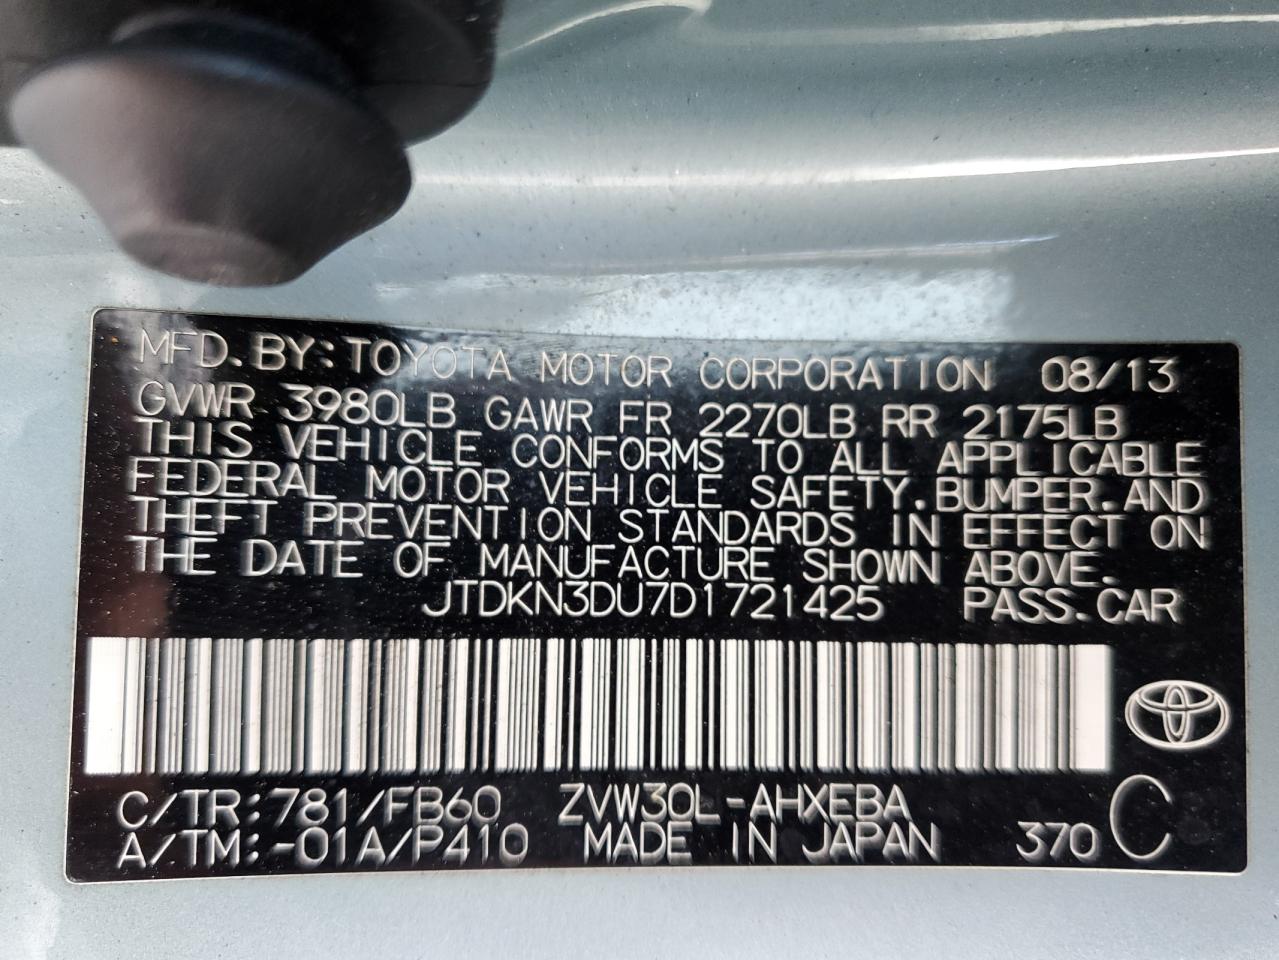 MFD. BY: TOYOTA MOTOR CORPORATION 08/13
GVWR 3980LB GAWR FR 2270LB RR 2175LB
THIS VEHICLE CONFORMS TO ALL APPLICABLE
FEDERAL MOTOR VEHICLE SAFETY, BUMPER, AND
THEFT PREVENTION STANDARDS IN EFFECT ON
THE DATE OF MANUFACTURE SHOWN ABOVE.
JTDKN3DU7D1721425 PASS. CAR
C/TR: 781/FB60 ZVW30L-AHXEBA
A/TM: -01A/P410 MADE IN JAPAN 370 C